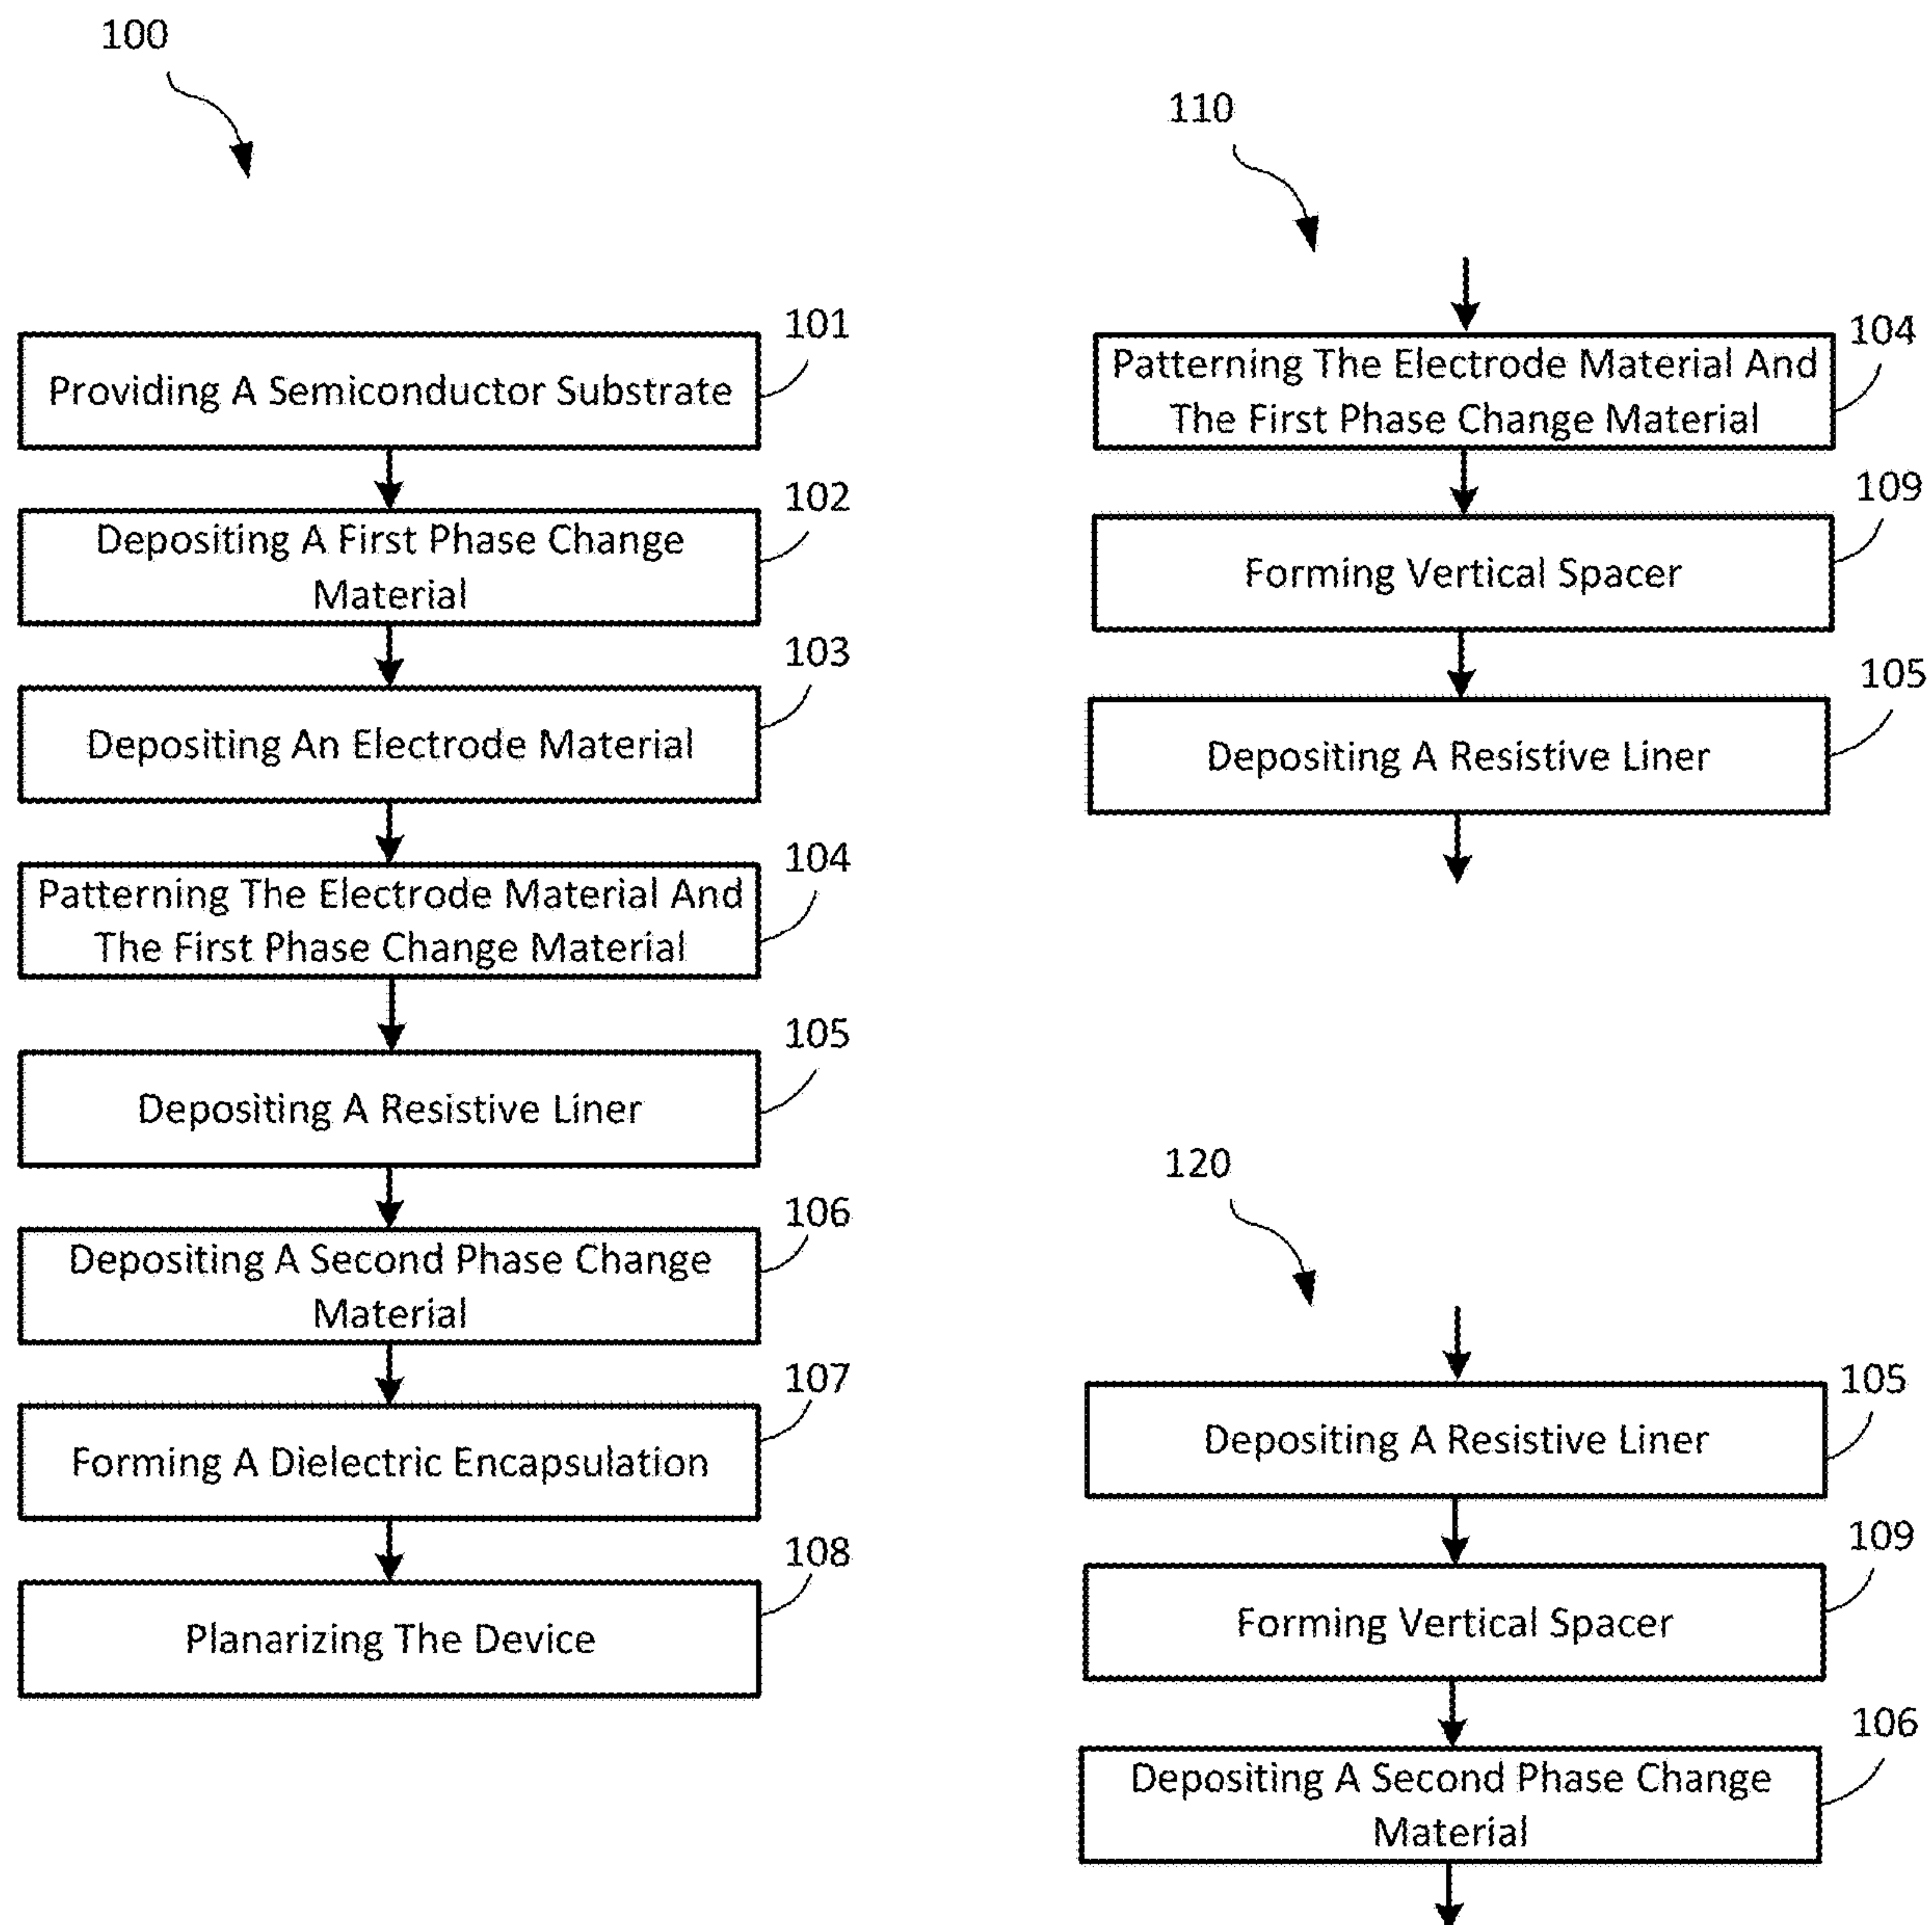 100
101
Providing A Semiconductor Substrate
102
Depositing A First Phase Change
Material
103
Depositing An Electrode Material
104
Patterning The Electrode Material And
The First Phase Change Material
105
Depositing A Resistive Liner
106
Depositing A Second Phase Change
Material
107
Forming A Dielectric Encapsulation
108
Planarizing The Device
110
104
Patterning The Electrode Material And
The First Phase Change Material
109
Forming Vertical Spacer
105
Depositing A Resistive Liner
120
105
Depositing A Resistive Liner
109
Forming Vertical Spacer
106
Depositing A Second Phase Change
Material